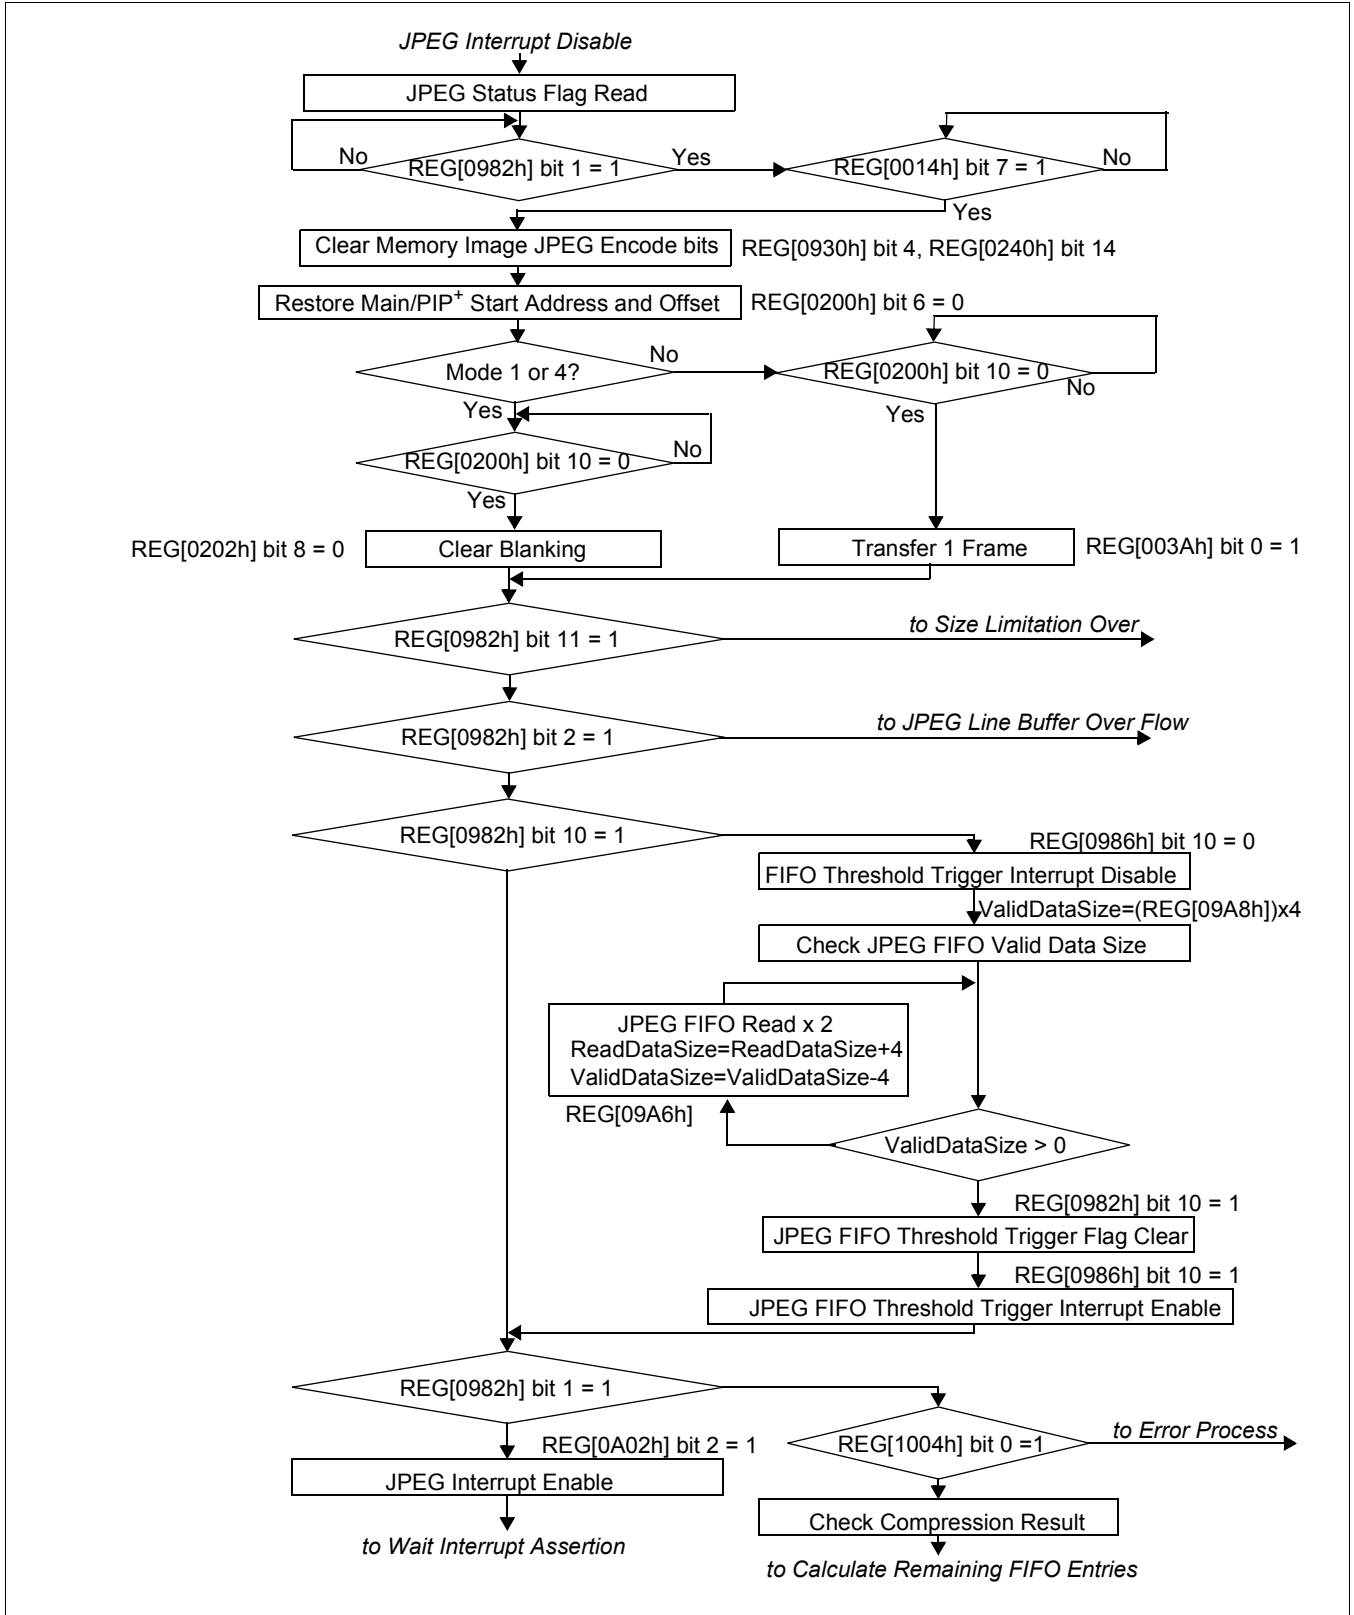 JPEG Interrupt Disable
JPEG Status Flag Read
No
REG[0982h] bit 1 = 1
Yes
REG[0014h] bit 7 = 1
No
Yes
Clear Memory Image JPEG Encode bits
REG[0930h] bit 4, REG[0240h] bit 14
Restore Main/PIP+ Start Address and Offset
REG[0200h] bit 6 = 0
Mode 1 or 4?
No
REG[0200h] bit 10 = 0
No
Yes
Yes
REG[0200h] bit 10 = 0
No
Yes
REG[0202h] bit 8 = 0
Clear Blanking
Transfer 1 Frame
REG[003Ah] bit 0 = 1
REG[0982h] bit 11 = 1
to Size Limitation Over
REG[0982h] bit 2 = 1
to JPEG Line Buffer Over Flow
REG[0982h] bit 10 = 1
REG[0986h] bit 10 = 0
FIFO Threshold Trigger Interrupt Disable
ValidDataSize=(REG[09A8h])x4
Check JPEG FIFO Valid Data Size
JPEG FIFO Read x 2
ReadDataSize=ReadDataSize+4
ValidDataSize=ValidDataSize-4
REG[09A6h]
ValidDataSize > 0
REG[0982h] bit 10 = 1
JPEG FIFO Threshold Trigger Flag Clear
REG[0986h] bit 10 = 1
JPEG FIFO Threshold Trigger Interrupt Enable
REG[0982h] bit 1 = 1
REG[0A02h] bit 2 = 1
REG[1004h] bit 0 =1
to Error Process
JPEG Interrupt Enable
Check Compression Result
to Wait Interrupt Assertion
to Calculate Remaining FIFO Entries